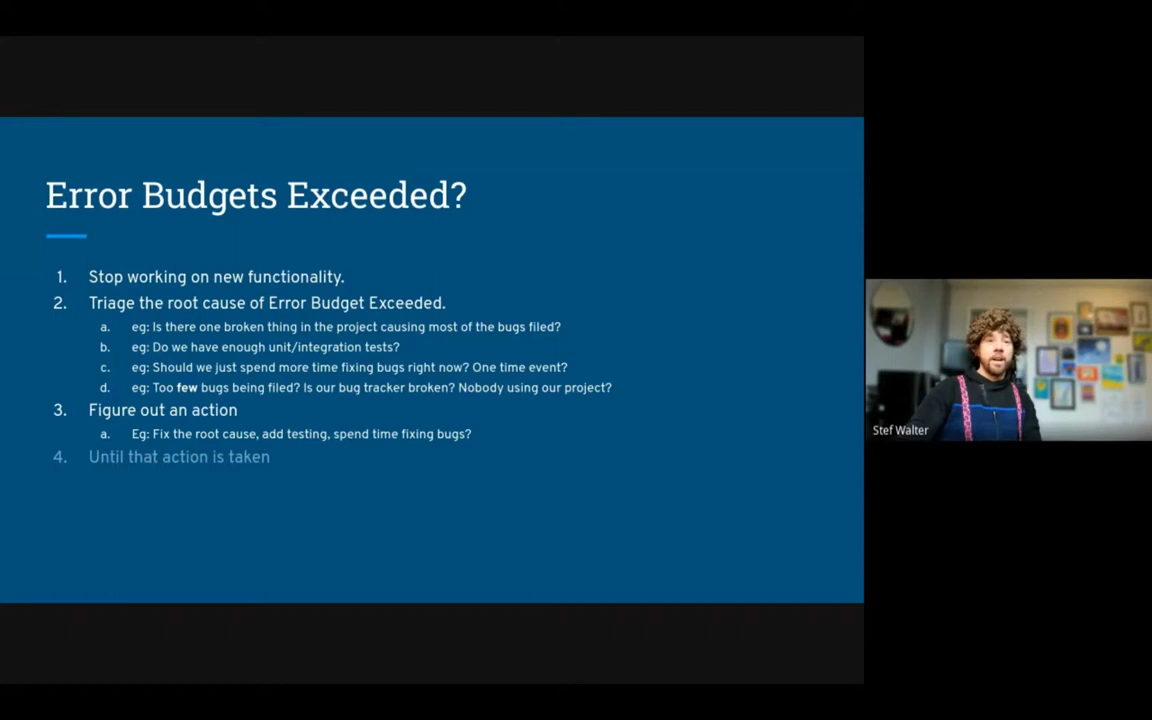 Error Budgets Exceeded?
1. Stop working on new functionality.
2. Triage the root cause of Error Budget Exceeded.
a. eg: Is there one broken thing in the project causing most of the bugs filed?
b. eg: Do we have enough unit/integration tests?
c. eg: Should we just spend more time fixing bugs right now? One time event?
d. eg: Too few bugs being filed? Is our bug tracker broken? Nobody using our project?
3. Figure out an action
a. Eg: Fix the root cause, add testing, spend time fixing bugs?
4. Until that action is taken
Stef Walter